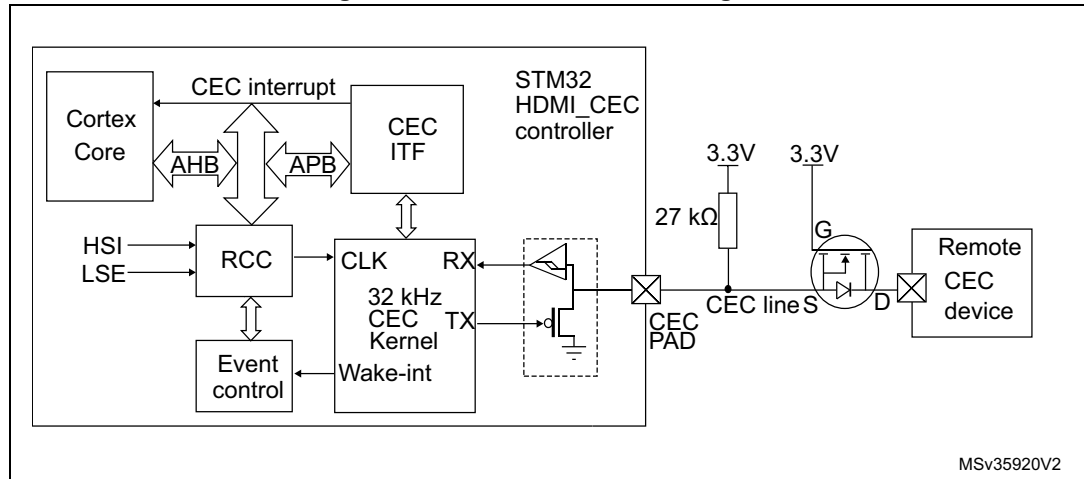 CEC interrupt
Cortex
Core
CEC
ITF
AHB
APB
STM32
HDMI_CEC
controller
HSI
LSE
RCC
CLK
RX
32 kHz
CEC
Kernel
TX
Wake-int
Event
control
CEC
PAD
3.3V
3.3V
27 kΩ
G
CEC line
S
D
Remote
CEC
device
MSv35920V2